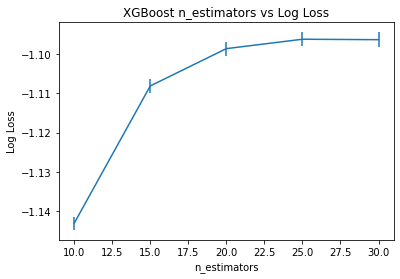 XGBoost n_estimators vs Log Loss
−1.10
−1.11
−1.12
−1.13
−1.14
Log Loss
10.0 12.5 15.0 17.5 20.0 22.5 25.0 27.5 30.0
n_estimators